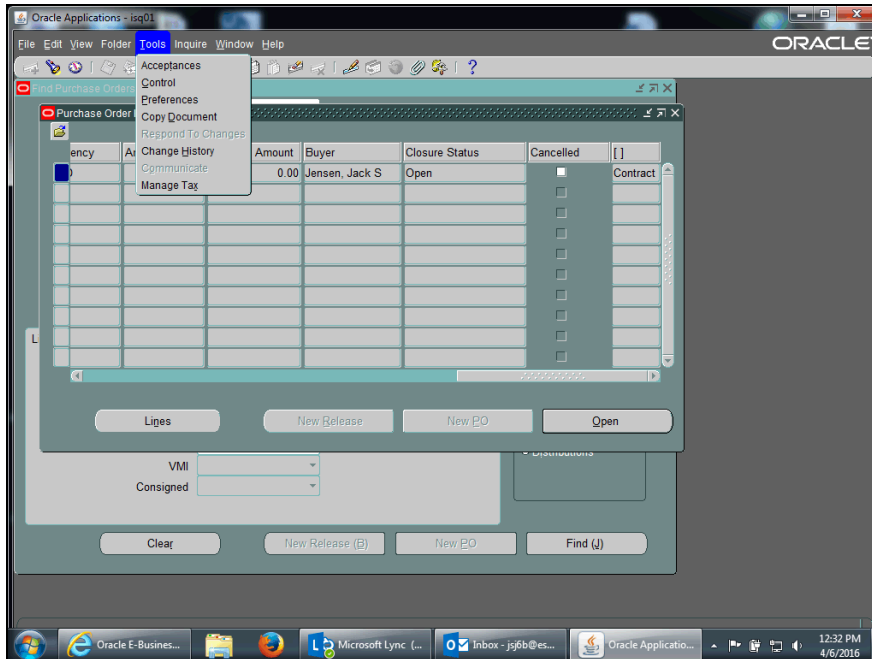 Oracle Applications - isq01
File Edit View Folder Tools Inquire Window Help
ORACLE
Find Purchase Orders
Acceptances
Control
Preferences
Copy Document
Respond To Changes
Change History
Communicate
Manage Tax
Purchase Order
ency Amount Buyer Closure Status Cancelled [ ]
0.00 Jensen, Jack S Open Contract
Lines New Release New PO Open
Distributions
VMI
Consigned
Clear New Release (B) New PO Find (J)
Oracle E-Busines... Microsoft Lync (... Inbox - jsj6b@es... Oracle Applicatio... 12:32 PM
4/6/2016